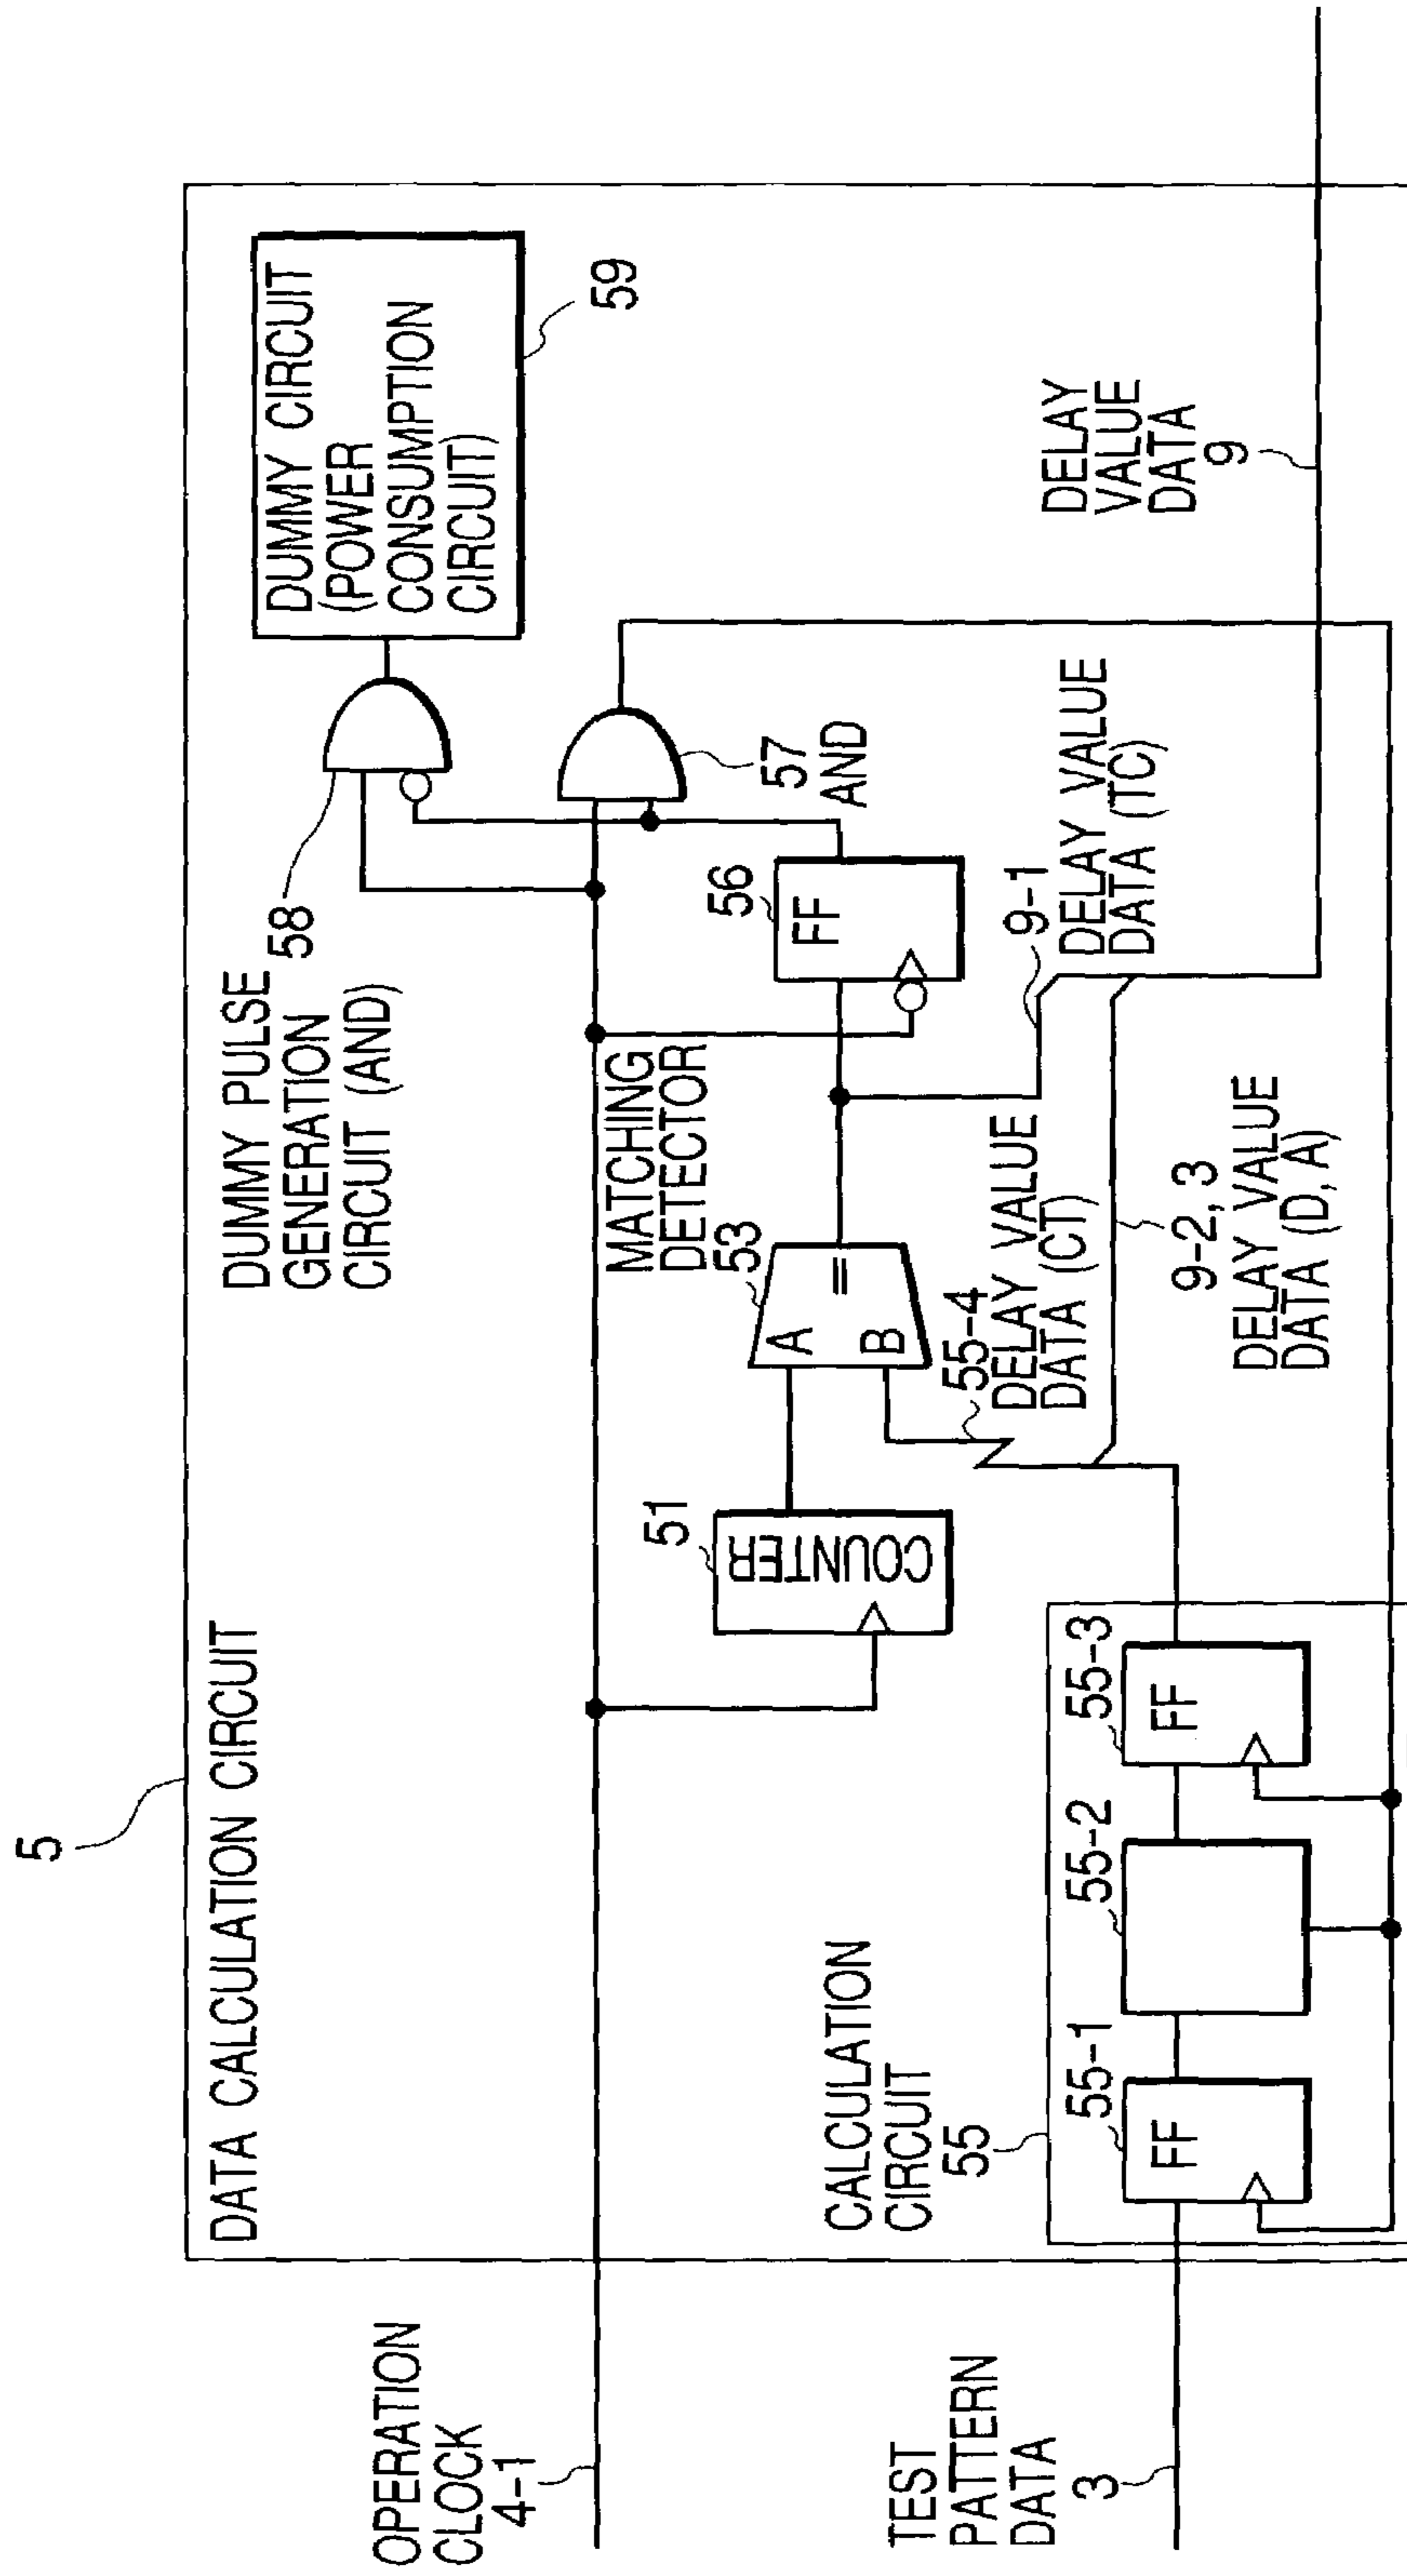 5
DATA CALCULATION CIRCUIT
OPERATION
CLOCK
4-1
TEST
PATTERN
DATA
3
CALCULATION
CIRCUIT
55
55-1
FF
55-2
55-3
FF
51
COUNTER
MATCHING
DETECTOR
53
A
B
=
55-4
DELAY VALUE
DATA (CT)
9-2, 3
DELAY VALUE
DATA (D, A)
DUMMY PULSE
GENERATION
CIRCUIT (AND)
58
56
FF
9-1
DELAY VALUE
DATA (TC)
57
AND
DUMMY CIRCUIT
(POWER
CONSUMPTION
CIRCUIT)
59
DELAY
VALUE
DATA
9